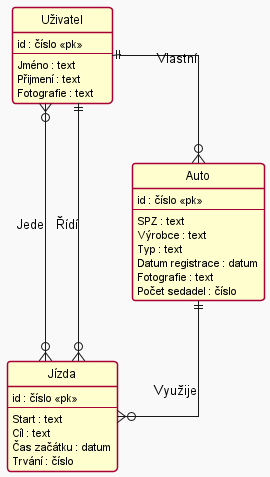 Uživatel
id : číslo «pk»
Jméno : text
Přijmení : text
Fotografie : text
Vlastní
Auto
id : číslo «pk»
SPZ : text
Výrobce : text
Typ : text
Datum registrace : datum
Fotografie : text
Počet sedadel : číslo
Jede
Řídí
Jízda
id : číslo «pk»
Start : text
Cíl : text
Čas začátku : datum
Trvání : číslo
Využije